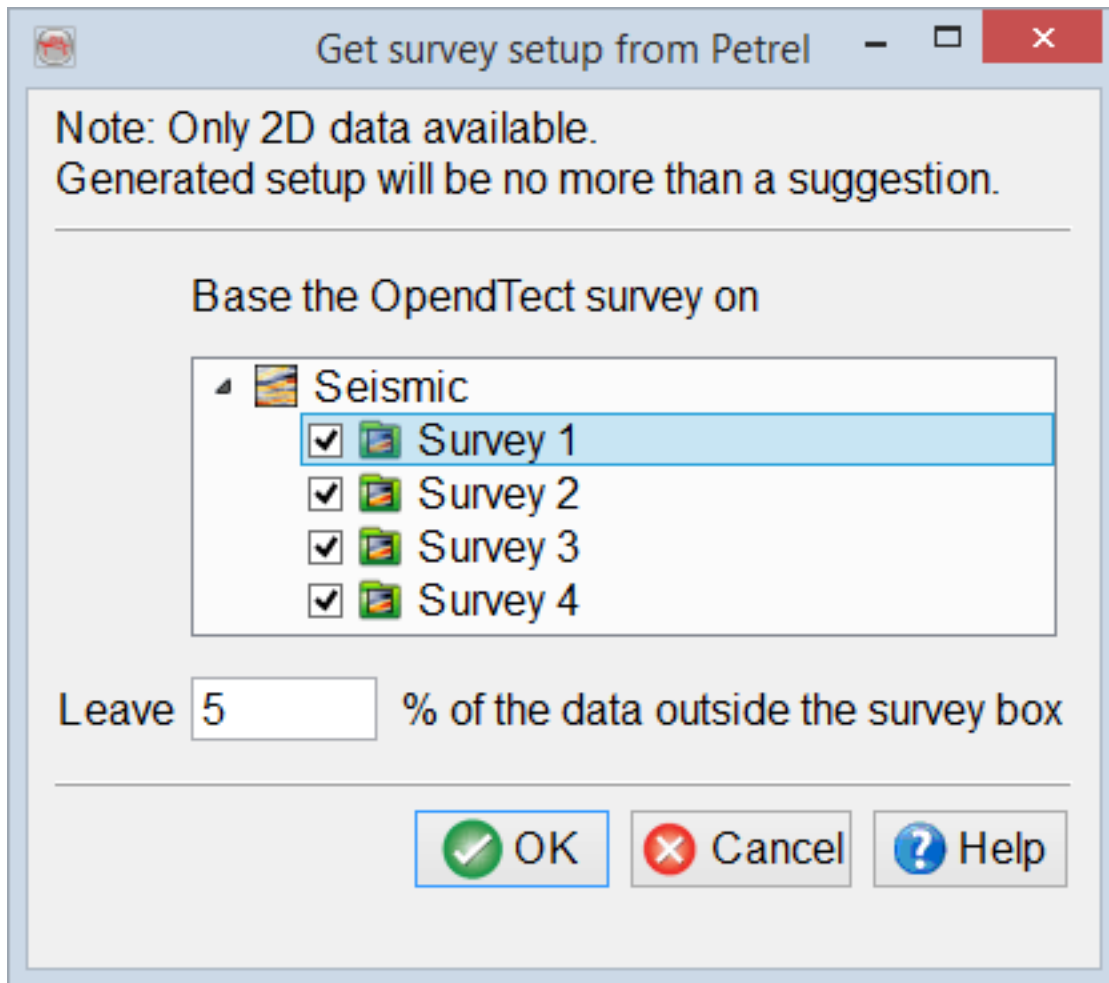 Get survey setup from Petrel
Note: Only 2D data available.
Generated setup will be no more than a suggestion.
Base the OpendTect survey on
Seismic
Survey 1
Survey 2
Survey 3
Survey 4
Leave 5 % of the data outside the survey box
OK Cancel Help